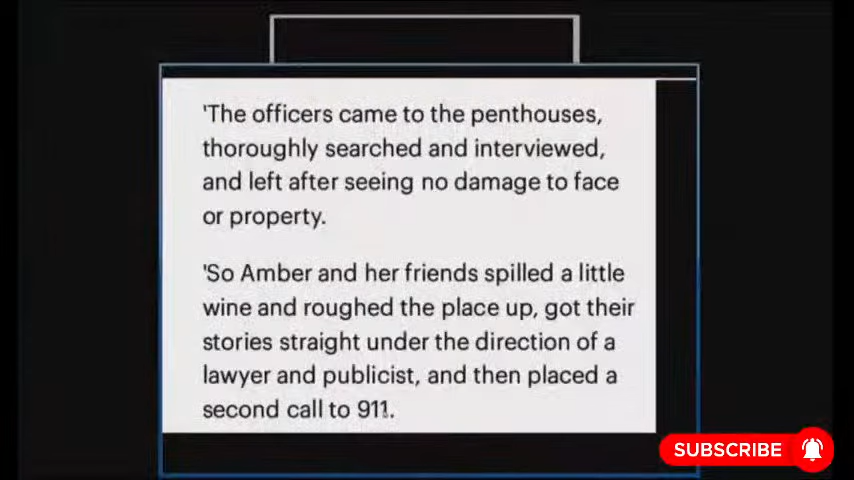 'The officers came to the penthouses,
thoroughly searched and interviewed,
and left after seeing no damage to face
or property.
'So Amber and her friends spilled a little
wine and roughed the place up, got their
stories straight under the direction of a
lawyer and publicist, and then placed a
second call to 911.
SUBSCRIBE